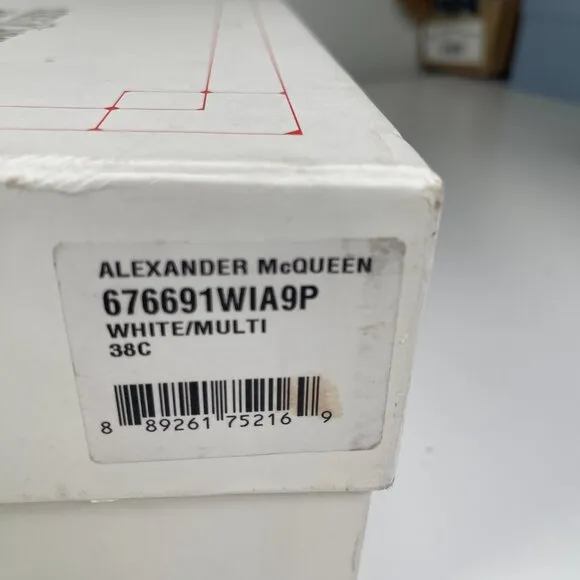 ALEXANDER McQUEEN
676691WIA9P
WHITE/MULTI
38C
8 89261 75216 9